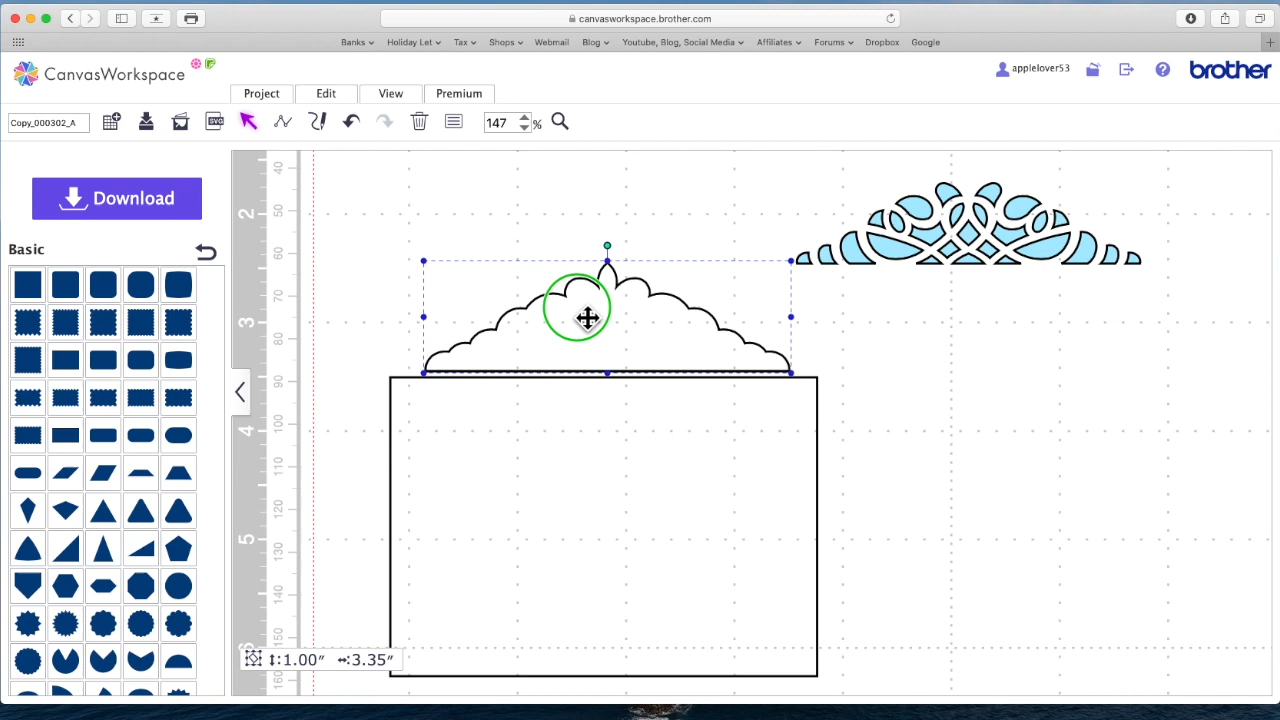 canvasworkspace.brother.com
Banks Holiday Let Tax Shops Webmail Blog Youtube, Blog, Social Media Affiliates Forums Dropbox Google
CanvasWorkspace
applelover53
brother
Project Edit View Premium
Copy_000302_A
SVG
147 %
Download
Basic
40
2
50
60
70
3
80
90
4
100
110
120
5
130
140
150
160
:1.00″ :3.35″